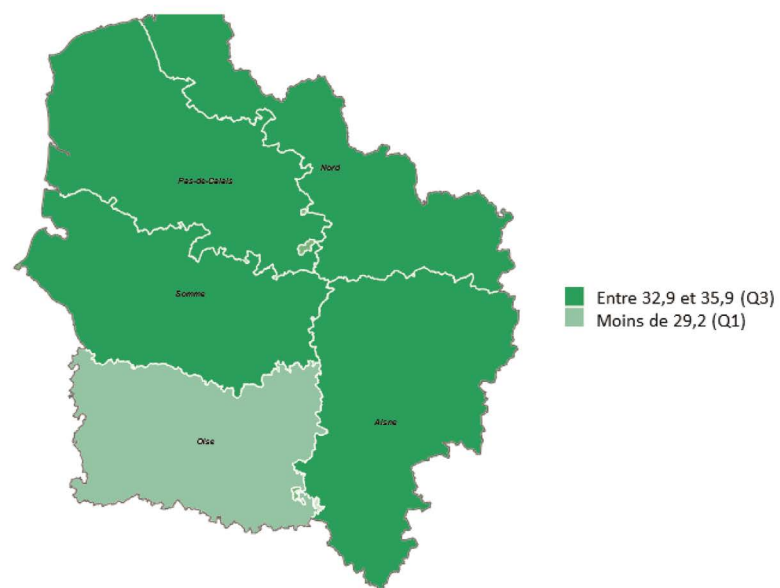 Nord
Pas-de-Calais
Somme
Entre 32,9 et 35,9 (Q3)
Moins de 29,2 (Q1)
Aisne
Oise